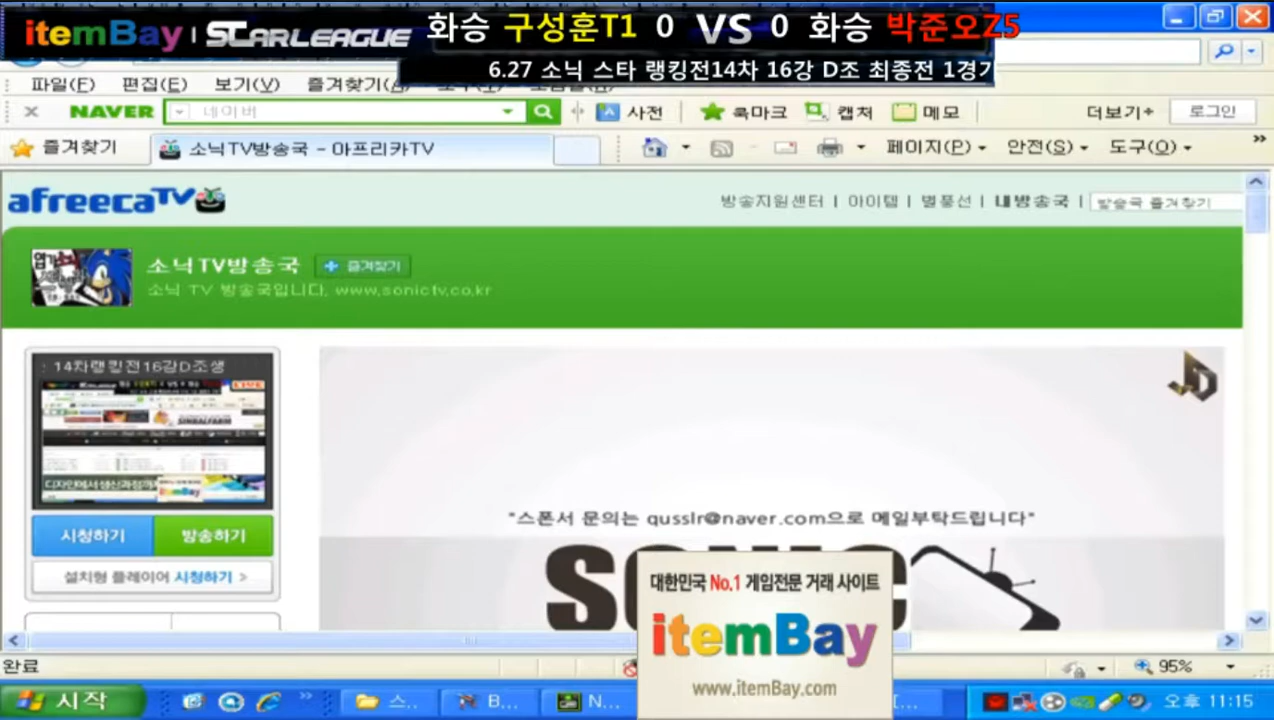 itemBay | STARLEAGUE 화승 구성훈T1 0 VS 0 화승 박준오Z5
6.27 소닉 스타 랭킹전14차 16강 D조 최종전 1경기
파일(F) 편집(E) 보기(V) 즐겨찾기(A)
NAVER 네이버 사전 북마크 캡처 메모 더보기+ 로그인
즐겨찾기 소닉TV방송국 - 아프리카TV 페이지(P) 안전(S) 도구(O) »
afreecaTV 방송지원센터 | 아이템 | 별풍선 | 내방송국 | 방송국 즐겨찾기
소닉TV방송국 + 즐겨찾기
소닉 TV 방송국입니다. www.sonictv.co.kr
14차랭킹전16강D조생
시청하기 방송하기
설치형 플레이어 시청하기 >
"스폰서 문의는 qusslr@naver.com으로 메일부탁드립니다"
대한민국 No.1 게임전문 거래 사이트
itemBay
www.itemBay.com
완료 95%
시작 스.. B... N... 오후 11:15